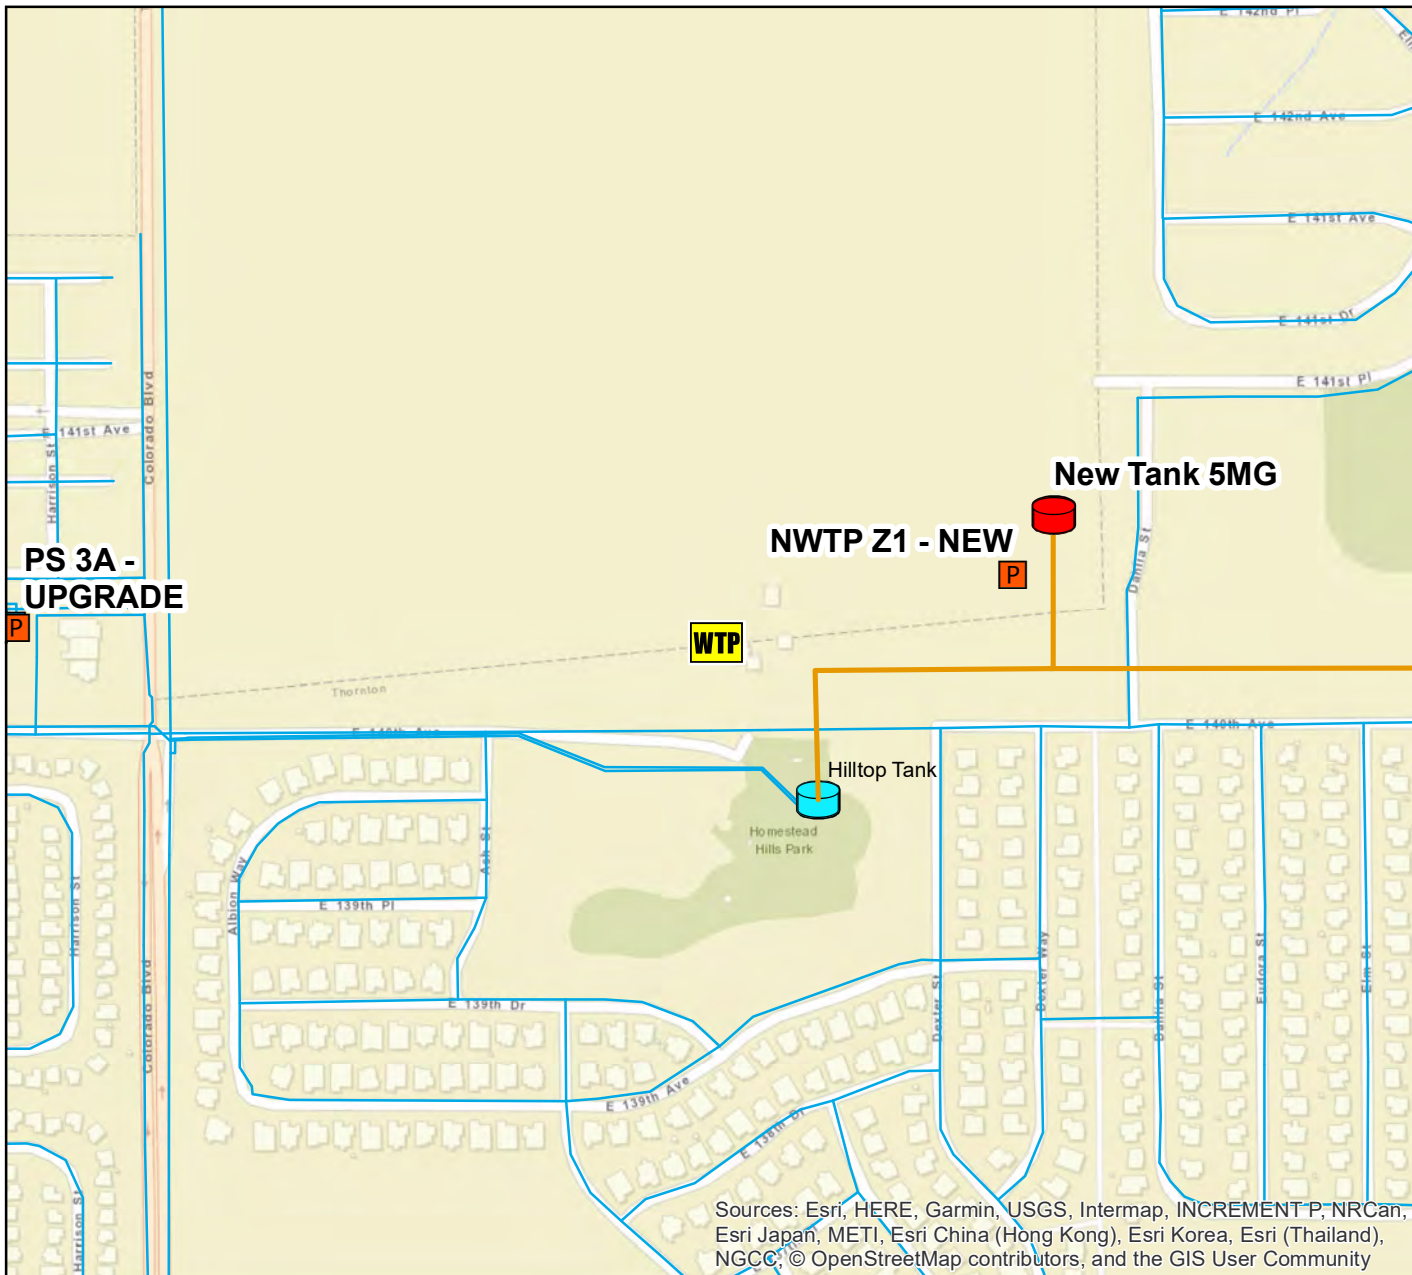 E 142nd Pl
E 142nd Ave
E 141st Ave
E 141st Dr
E 141st Pl
Colorado Blvd
141st Ave
Harrison St
New Tank 5MG
NWTP Z1 - NEW
P
Dahlia St
PS 3A -
UPGRADE
P
WTP
Thornton
E 140th Ave
E 140th Ave
Hilltop Tank
Homestead
Hills Park
Ash St
Albion Way
E 139th Pl
Harrison St
Colorado Blvd
E 139th Dr
Dexter St
Dexter Way
Dahlia St
Eudora St
Elm St
E 139th Ave
E 138th Dr
Harrison St
Sources: Esri, HERE, Garmin, USGS, Intermap, INCREMENT P, NRCan,
Esri Japan, METI, Esri China (Hong Kong), Esri Korea, Esri (Thailand),
NGCC, © OpenStreetMap contributors, and the GIS User Community